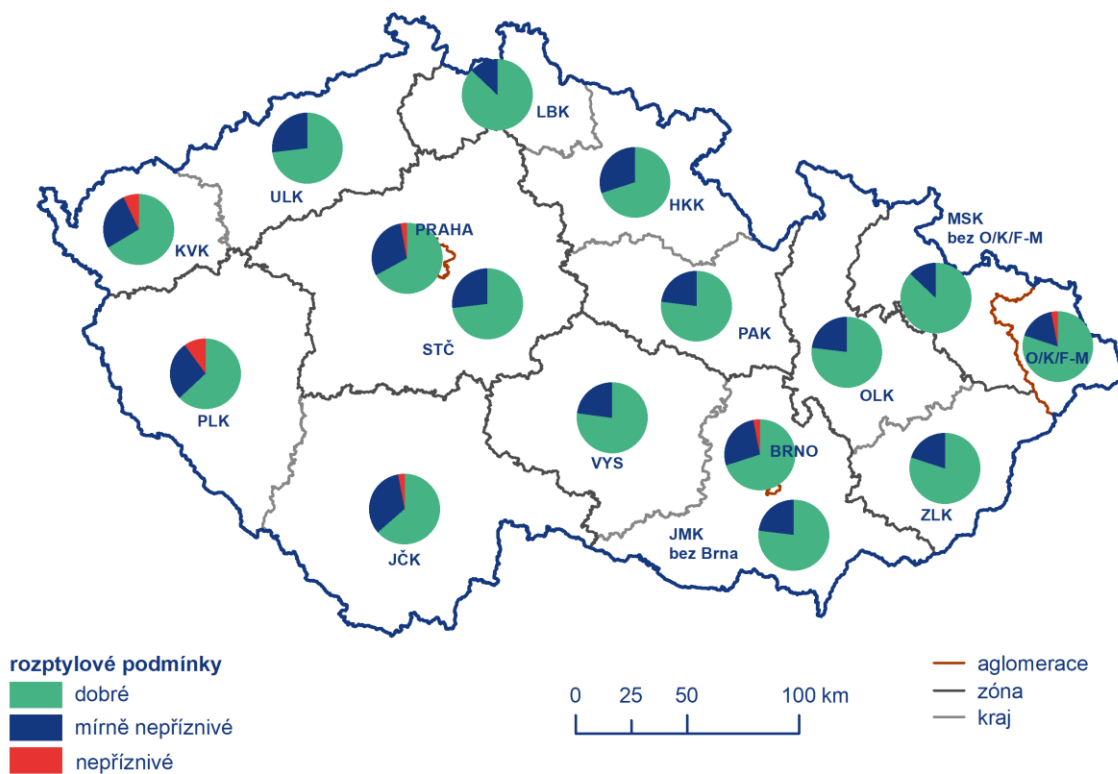 LBK
ULK
HKK
MSK
bez O/K/F-M
KVK
PRAHA
STČ
PAK
O/K/F-M
OLK
PLK
VYS
BRNO
ZLK
JMK
bez Brna
JČK
rozptylové podmínky
dobré
mírně nepříznivé
nepříznivé
0 25 50 100 km
aglomerace
zóna
kraj